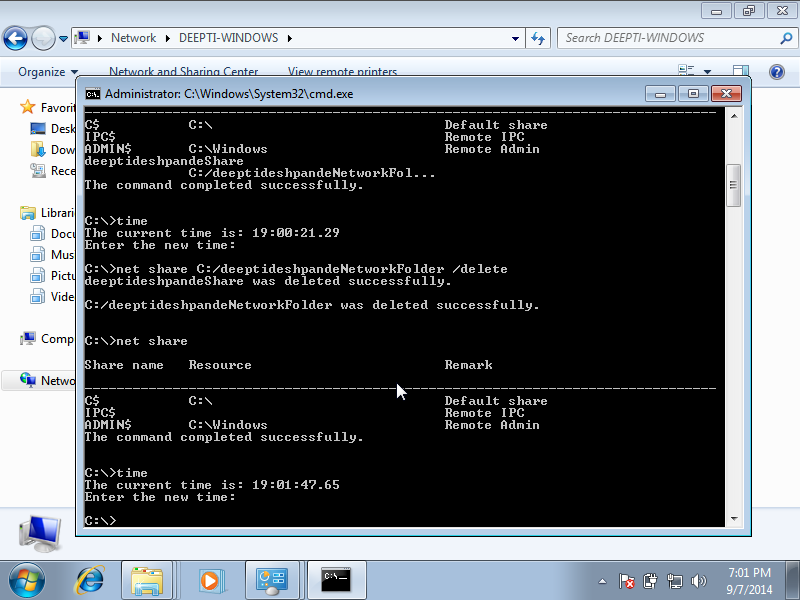 Network DEEPTI-WINDOWS
Search DEEPTI-WINDOWS
Organize Network and Sharing Center View remote printers
Administrator: C:\Windows\System32\cmd.exe
Favorit
Desk
Dow
Rece
Librari
Docu
Mus
Pictu
Vide
Comp
Netwo
C$ C:\ Default share
IPC$ Remote IPC
ADMIN$ C:\Windows Remote Admin
deeptideshpandeShare
C:/deeptideshpandeNetworkFol...
The command completed successfully.
C:\>time
The current time is: 19:00:21.29
Enter the new time:
C:\>net share C:/deeptideshpandeNetworkFolder /delete
deeptideshpandeShare was deleted successfully.
C:/deeptideshpandeNetworkFolder was deleted successfully.
C:\>net share
Share name Resource Remark
C$ C:\ Default share
IPC$ Remote IPC
ADMIN$ C:\Windows Remote Admin
The command completed successfully.
C:\>time
The current time is: 19:01:47.65
Enter the new time:
C:\>
7:01 PM
9/7/2014